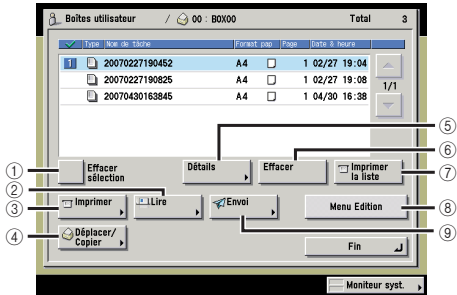 Boîtes utilisateur / 00 : BOX00 Total 3
Type Nom de tâche Format pap Page Date & heure
1 20070227190452 A4 1 02/27 19:04
20070227190825 A4 1 02/27 19:08
20070430163845 A4 1 04/30 16:38
1/1
⑤
⑥
① Effacer sélection Détails Effacer Imprimer la liste ⑦
②
③ Imprimer Lire Envoi Menu Edition ⑧
④ Déplacer/ Copier ⑨
Fin
Moniteur syst.